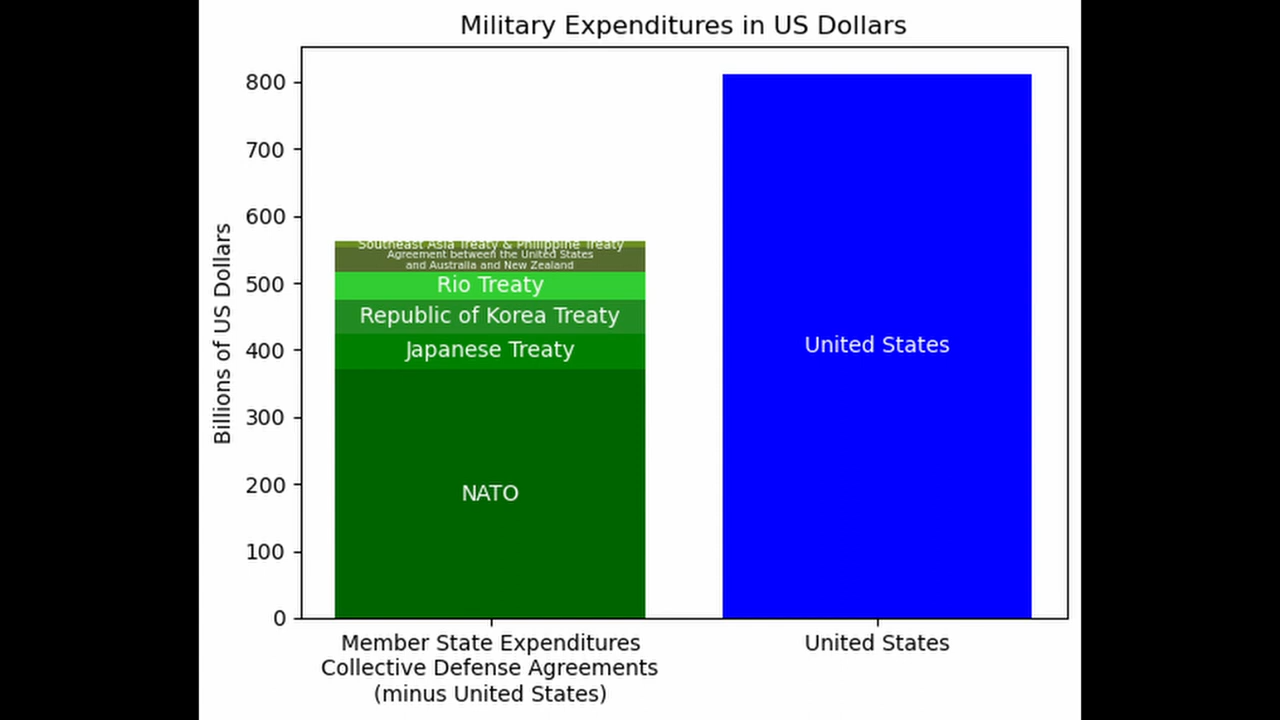 Military Expenditures in US Dollars
800
700
600
500
400
300
200
100
0
Billions of US Dollars
Southeast Asia Treaty & Philippine Treaty
Agreement between the United States
and Australia and New Zealand
Rio Treaty
Republic of Korea Treaty
Japanese Treaty
NATO
United States
Member State Expenditures
Collective Defense Agreements
(minus United States)
United States